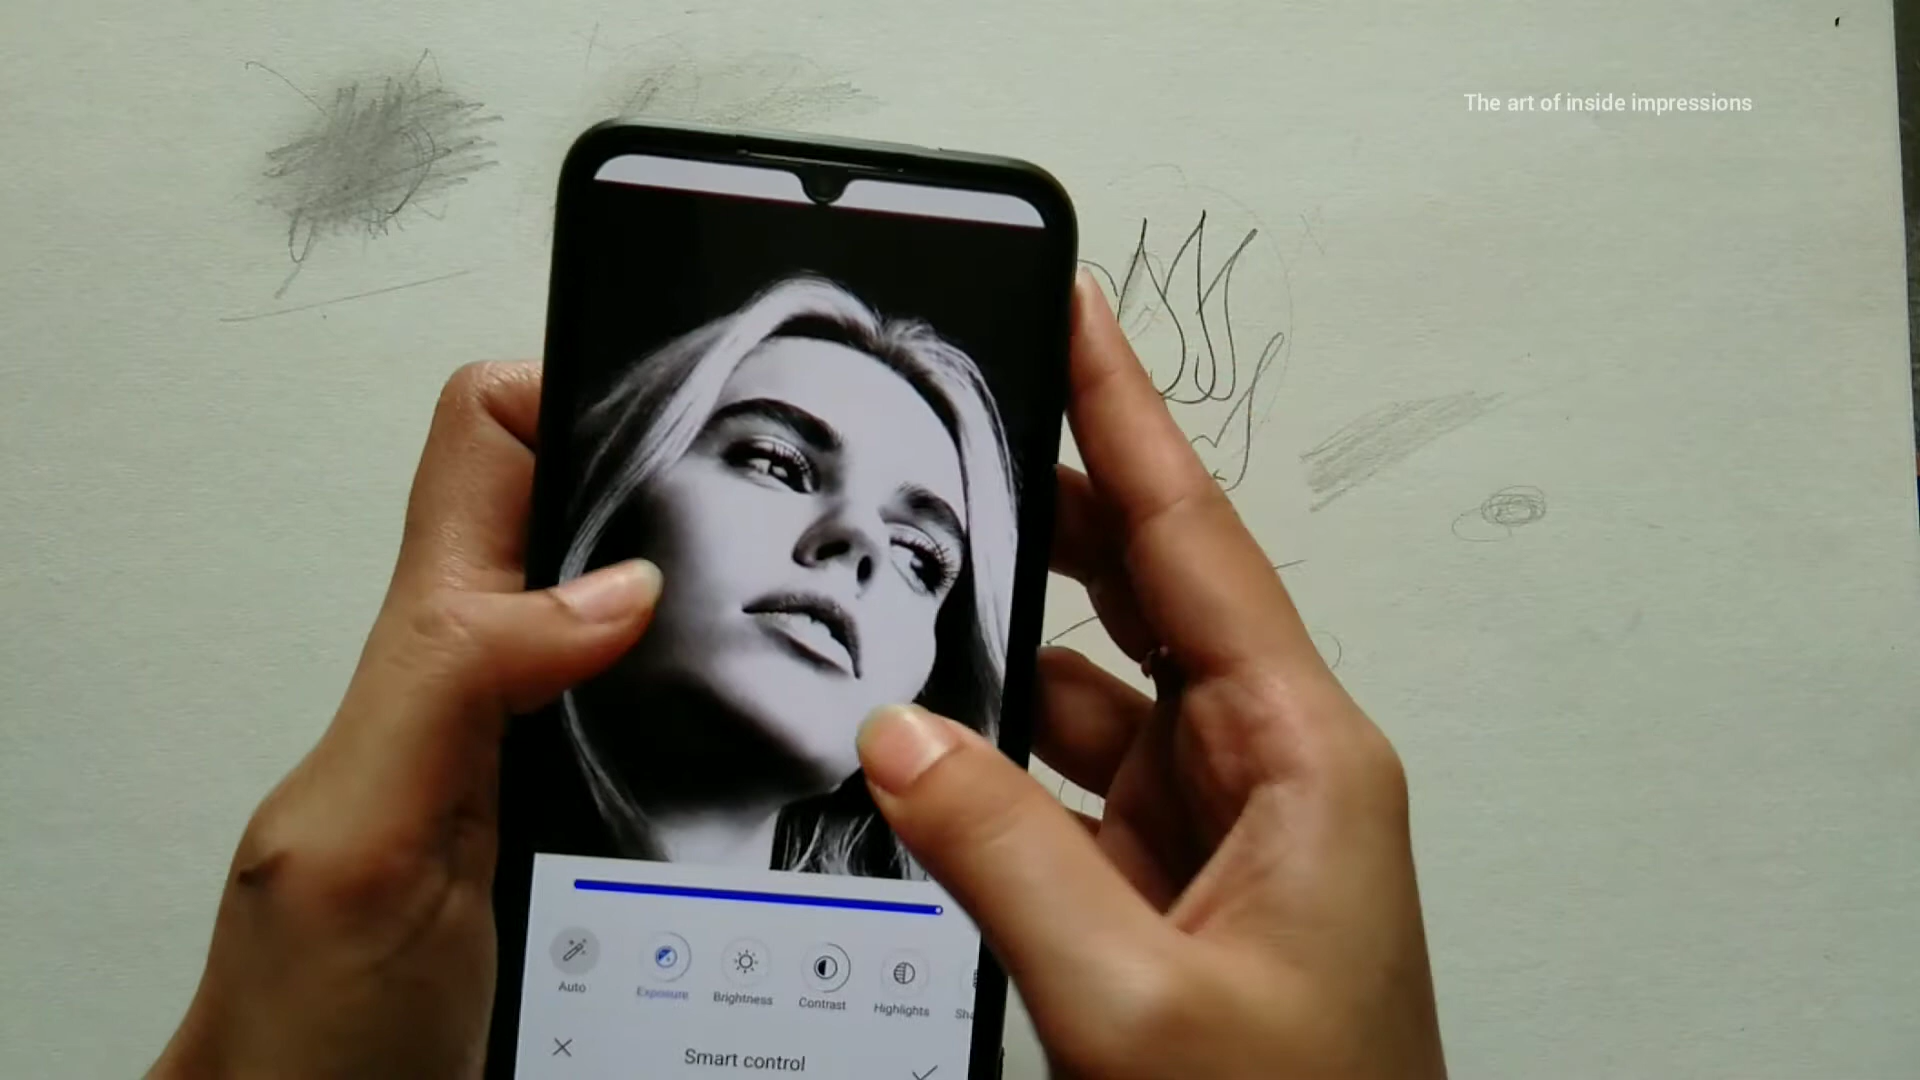 The art of inside impressions
Auto
Exposure
Brightness
Contrast
Highlights
Smart control